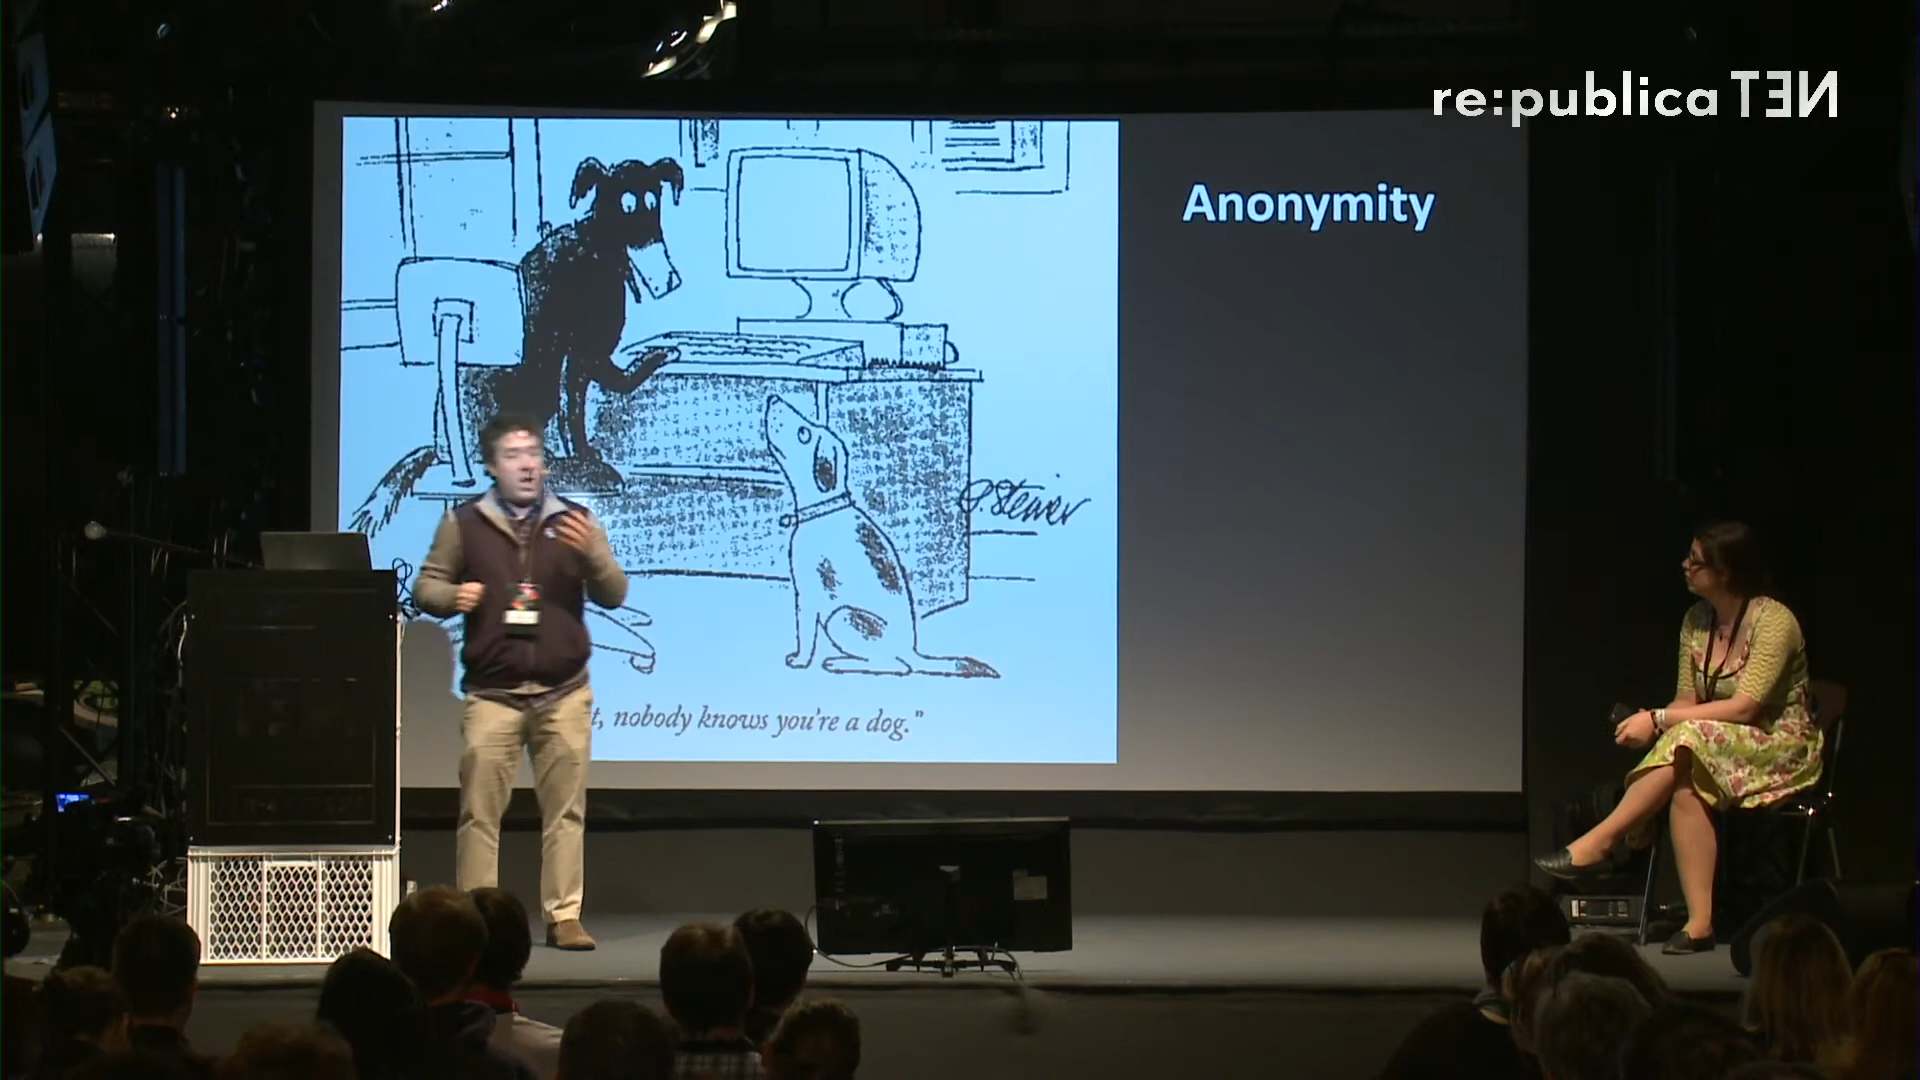 re:publica TEN
Anonymity
P. Steiner
t, nobody knows you're a dog."